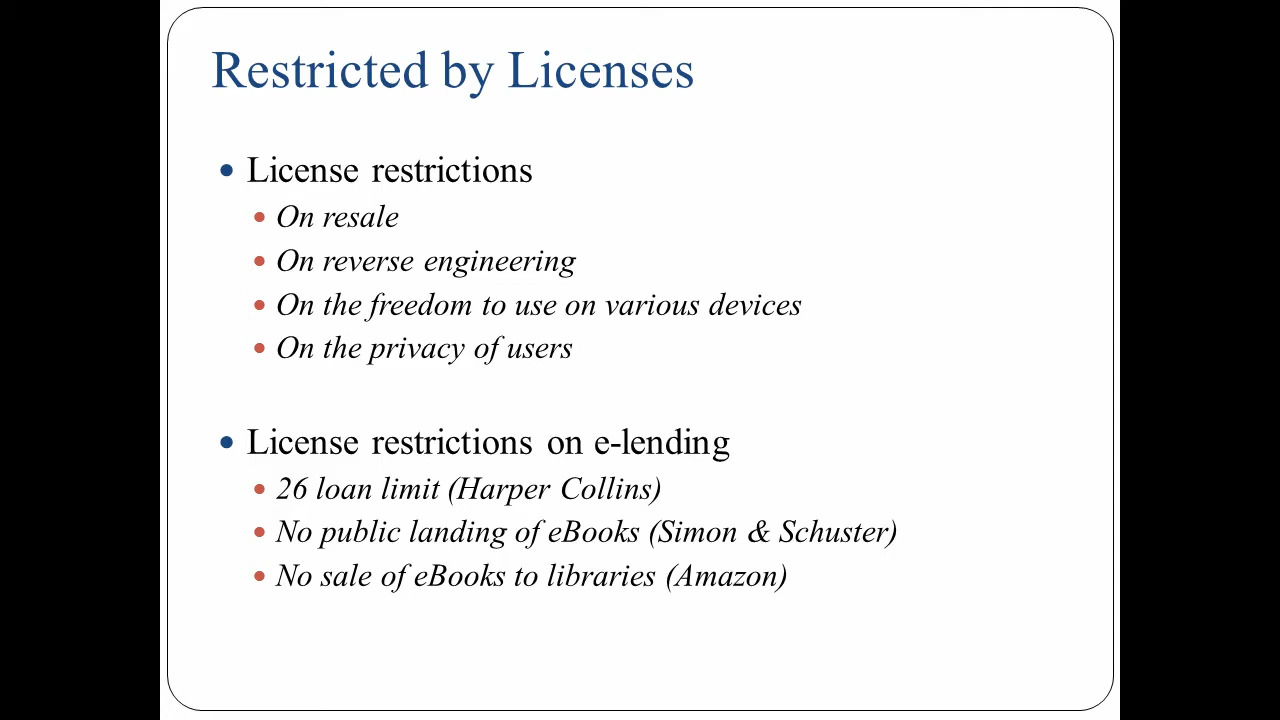 Restricted by Licenses
• License restrictions
• On resale
• On reverse engineering
• On the freedom to use on various devices
• On the privacy of users
• License restrictions on e-lending
• 26 loan limit (Harper Collins)
• No public landing of eBooks (Simon & Schuster)
• No sale of eBooks to libraries (Amazon)